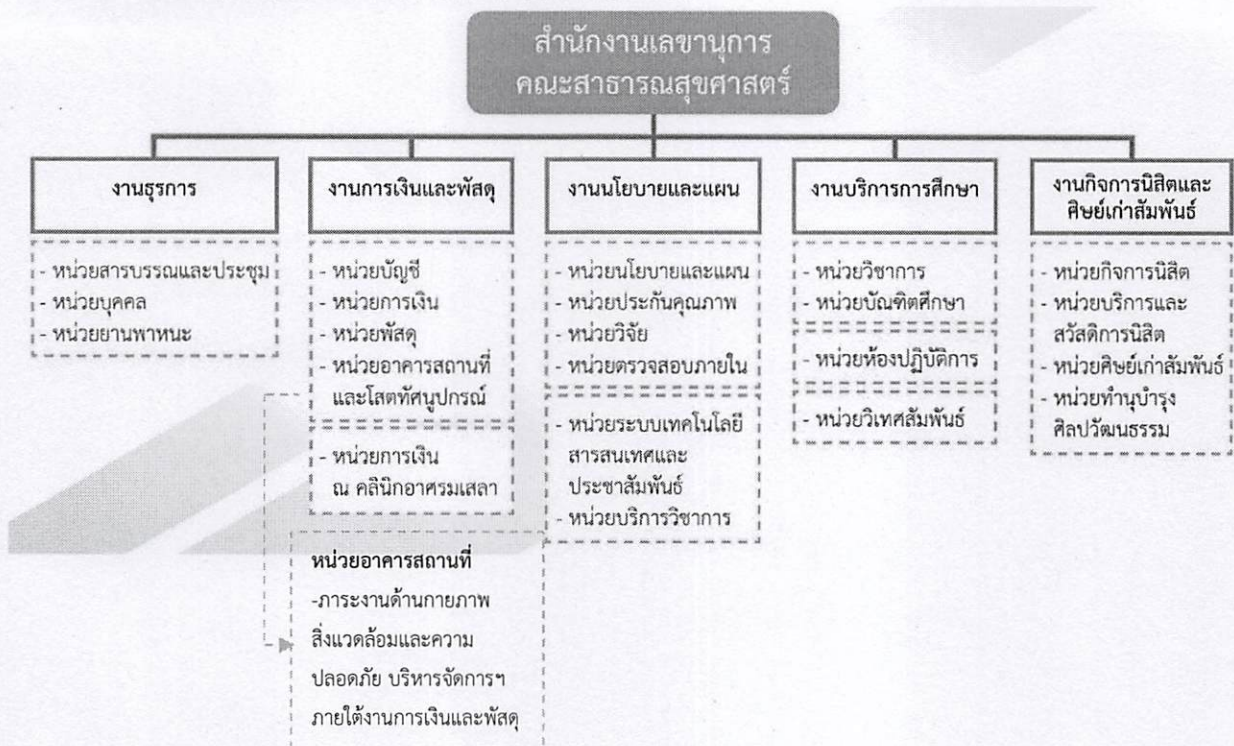 สำนักงานเลขานุการ
คณะสาธารณสุขศาสตร์
งานธุรการ
- หน่วยสารบรรณและประชุม
- หน่วยบุคคล
- หน่วยยานพาหนะ
งานการเงินและพัสดุ
- หน่วยบัญชี
- หน่วยการเงิน
- หน่วยพัสดุ
- หน่วยอาคารสถานที่
และโสตทัศนูปกรณ์
- หน่วยการเงิน
ณ คลินิกอาศรมเสลา
หน่วยอาคารสถานที่
-ภาระงานด้านกายภาพ
สิ่งแวดล้อมและความ
ปลอดภัย บริหารจัดการฯ
ภายใต้งานการเงินและพัสดุ
งานนโยบายและแผน
- หน่วยนโยบายและแผน
- หน่วยประกันคุณภาพ
- หน่วยวิจัย
- หน่วยตรวจสอบภายใน
- หน่วยระบบเทคโนโลยี
สารสนเทศและ
ประชาสัมพันธ์
- หน่วยบริการวิชาการ
งานบริการการศึกษา
- หน่วยวิชาการ
- หน่วยบัณฑิตศึกษา
- หน่วยห้องปฏิบัติการ
- หน่วยวิเทศสัมพันธ์
งานกิจการนิสิตและ
ศิษย์เก่าสัมพันธ์
- หน่วยกิจการนิสิต
- หน่วยบริการและ
สวัสดิการนิสิต
- หน่วยศิษย์เก่าสัมพันธ์
- หน่วยทำนุบำรุง
ศิลปวัฒนธรรม